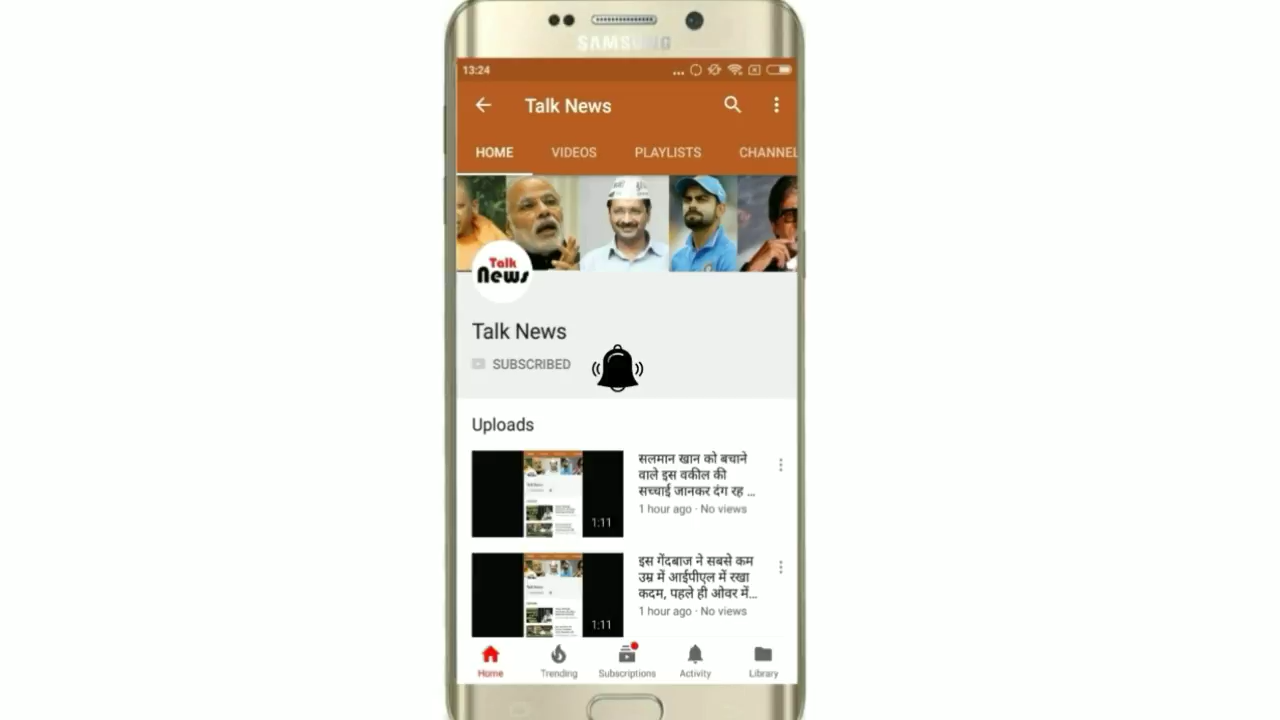 SAMSUNG
13:24
Talk News
HOME VIDEOS PLAYLISTS CHANNEL
Talk
News
Talk News
SUBSCRIBED
Uploads
सलमान खान को बचाने
वाले इस वकील की
सच्चाई जानकर दंग रह ...
1 hour ago · No views
1:11
इस गेंदबाज ने सबसे कम
उम्र में आईपीएल में रखा
कदम, पहले ही ओवर में...
1 hour ago · No views
1:11
Home Trending Subscriptions Activity Library